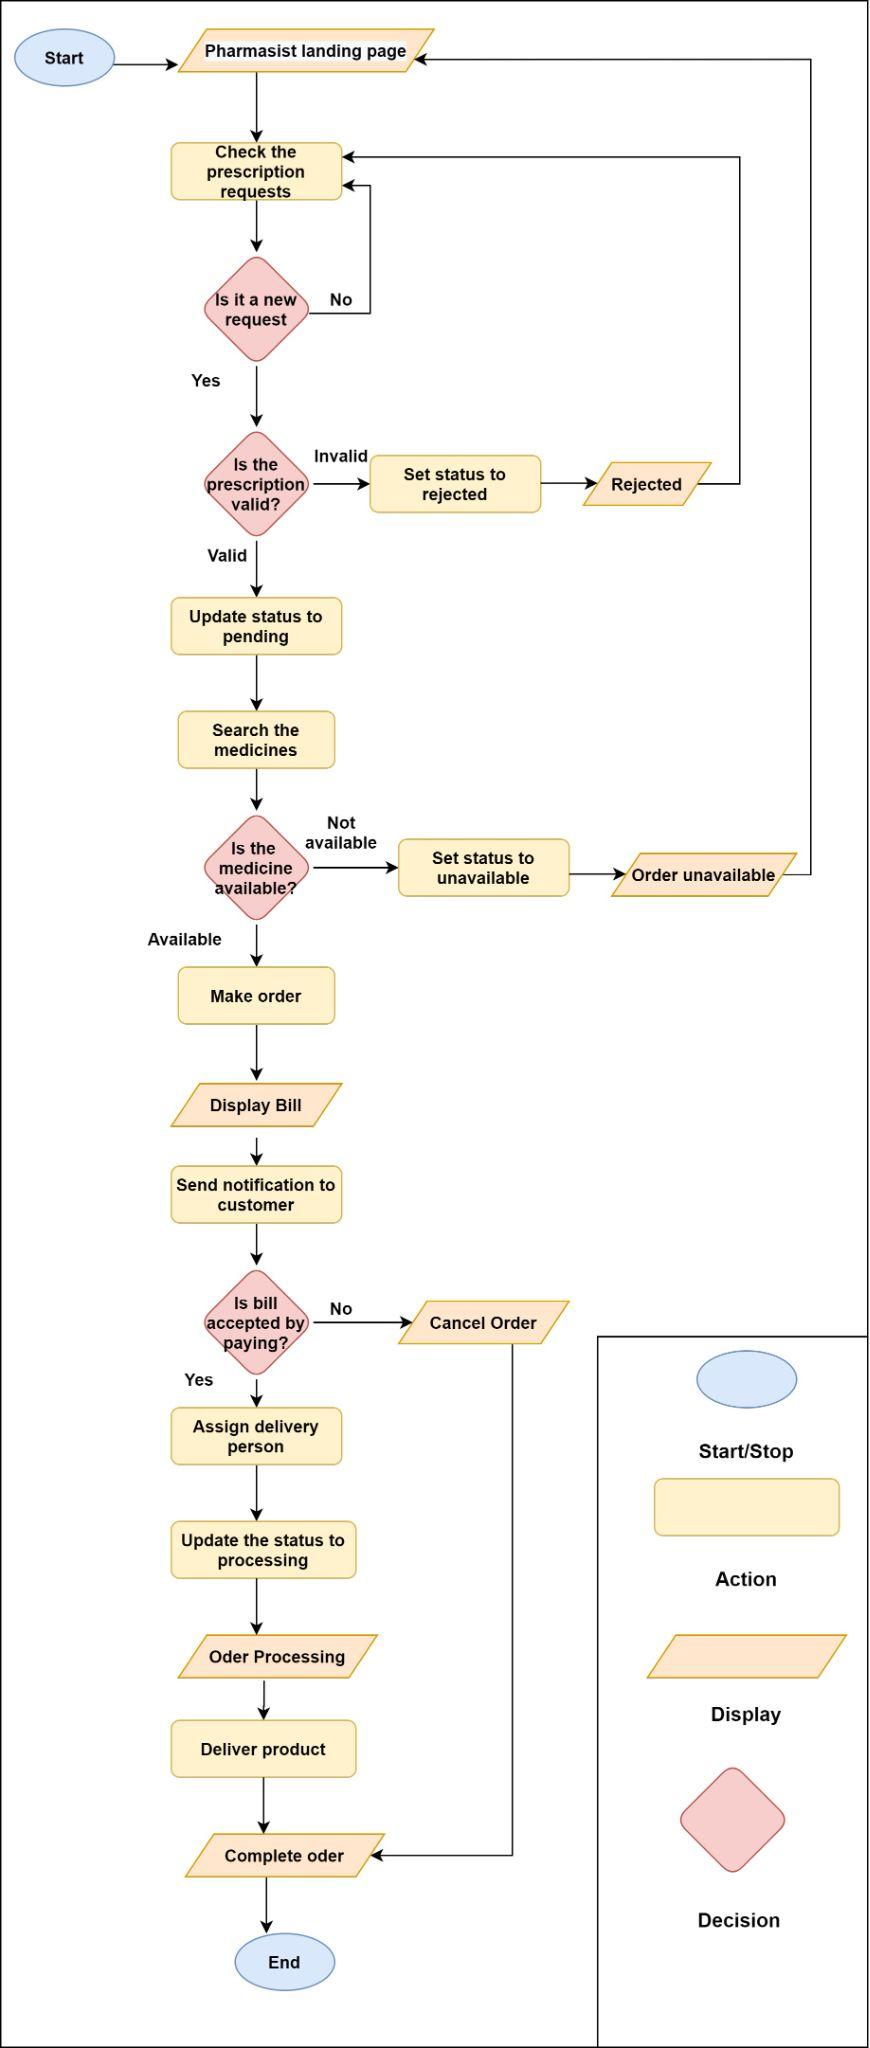 Start
Pharmasist landing page
Check the
prescription
requests
Is it a new
request
No
Yes
Is the
prescription
valid?
Invalid
Set status to
rejected
Rejected
Valid
Update status to
pending
Search the
medicines
Is the
medicine
available?
Not
available
Set status to
unavailable
Order unavailable
Available
Make order
Display Bill
Send notification to
customer
Is bill
accepted by
paying?
No
Cancel Order
Yes
Assign delivery
person
Update the status to
processing
Oder Processing
Deliver product
Complete oder
End
Start/Stop
Action
Display
Decision